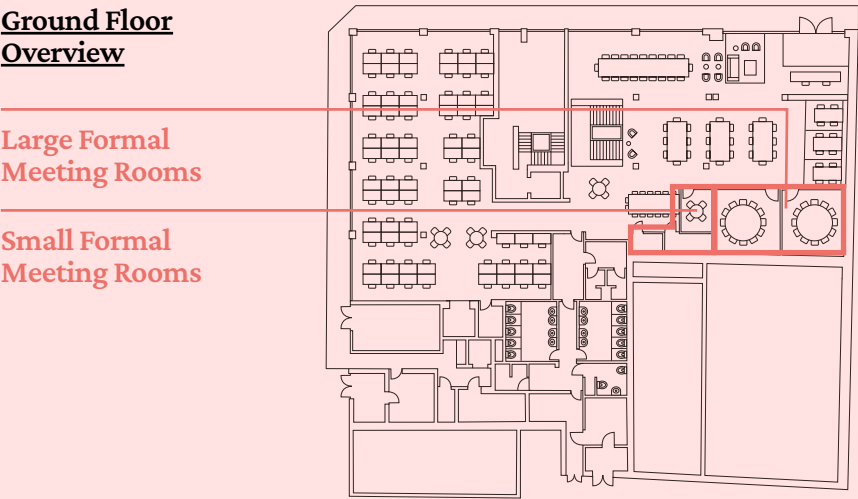 Ground Floor
Overview
Large Formal
Meeting Rooms
Small Formal
Meeting Rooms